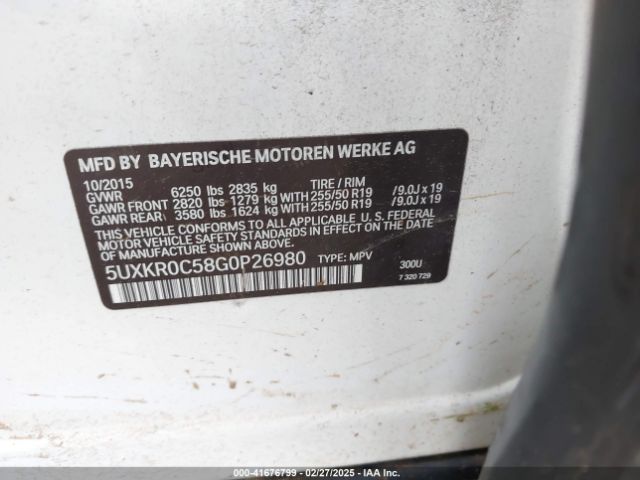 MFD BY BAYERISCHE MOTOREN WERKE AG
10/2015
GVWR 6250 lbs 2835 kg TIRE / RIM
GAWR FRONT 2820 lbs 1279 kg WITH 255/50 R19 /9.0J x 19
GAWR REAR 3580 lbs 1624 kg WITH 255/50 R19 /9.0J x 19
THIS VEHICLE CONFORMS TO ALL APPLICABLE U.S. FEDERAL
MOTOR VEHICLE SAFETY STANDARDS IN EFFECT ON THE DATE
OF MANUFACTURE SHOWN ABOVE.
5UXKR0C58G0P26980 TYPE: MPV 300U
7 320 729
000-41676799 - 02/27/2025 - IAA Inc.